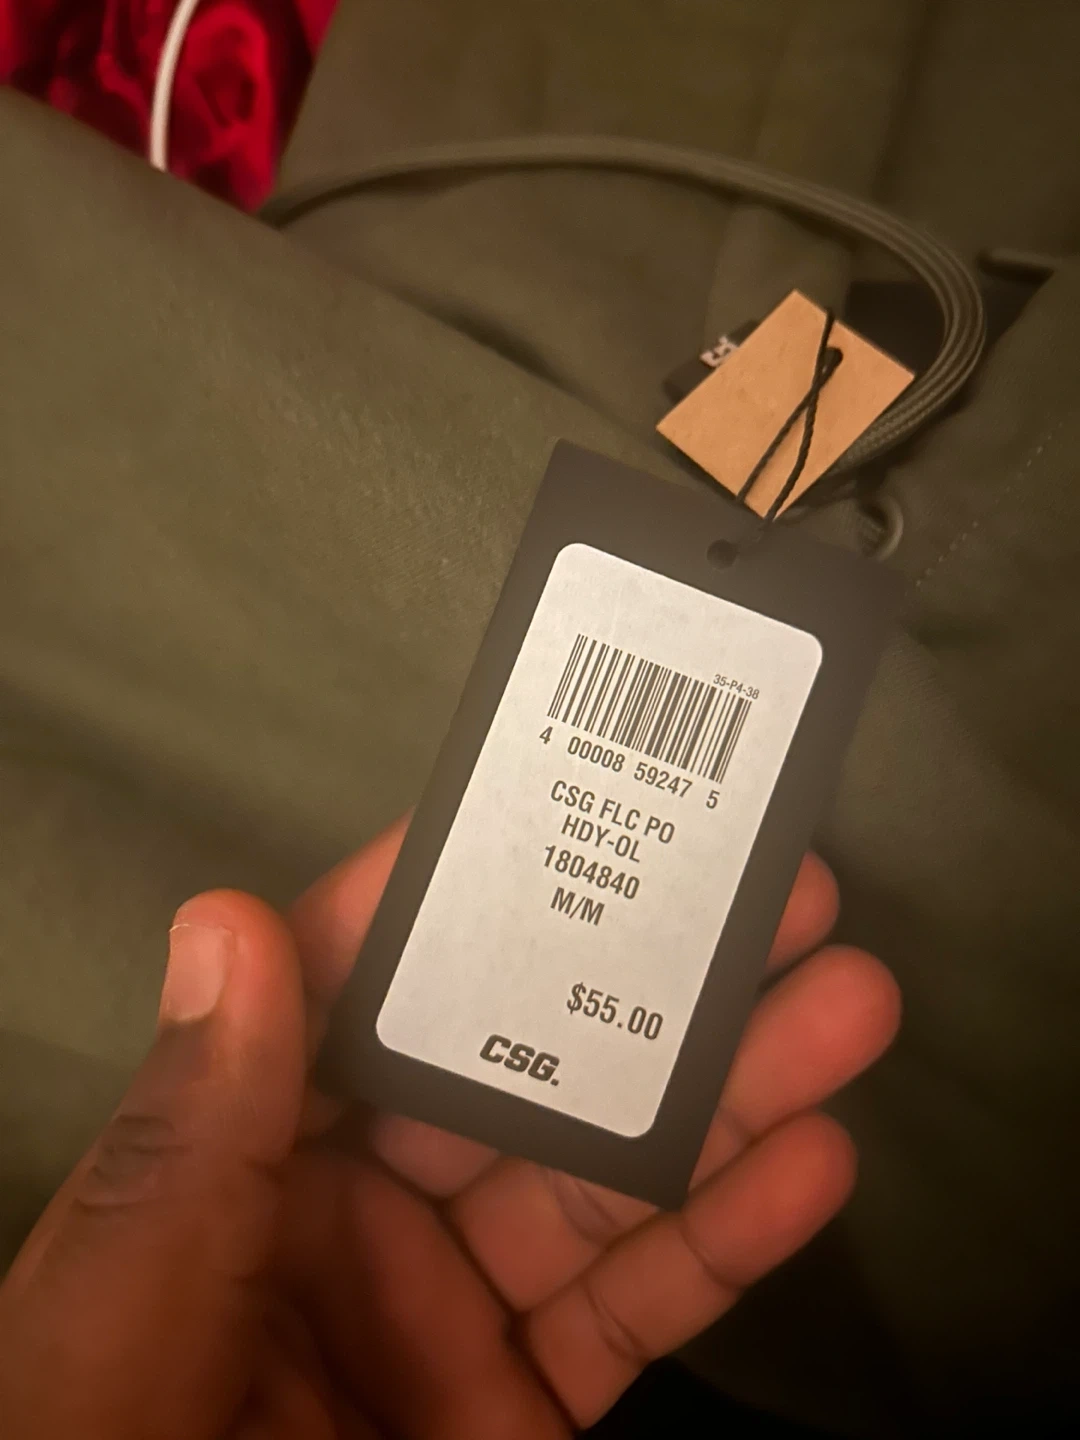 35-P4-38
4 00008 59247 5
CSG FLC PO
HDY-OL
1804840
M/M
$55.00
CSG.